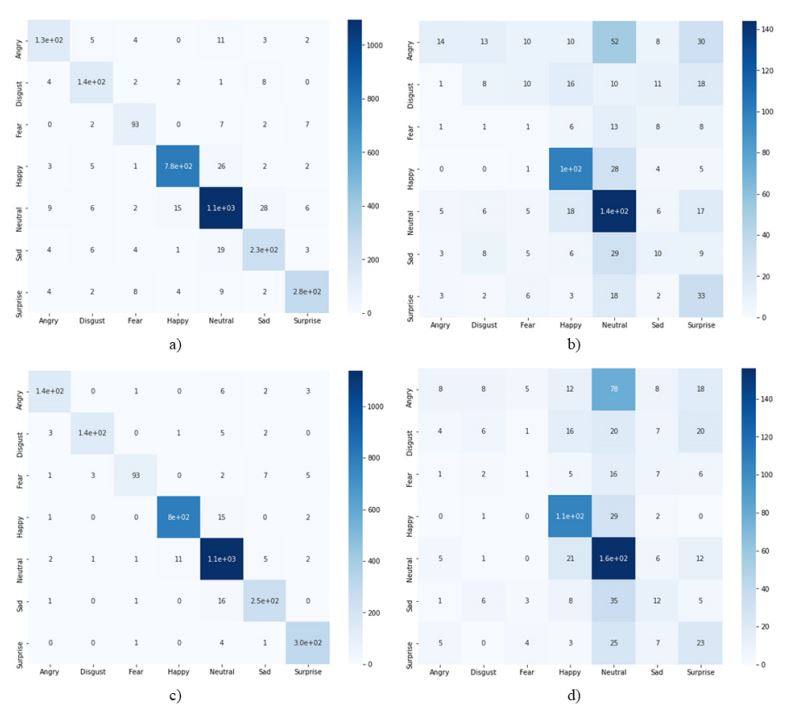 Angry 1.3e+02 5 4 0 11 3 2
Disgust 4 1.4e+02 2 2 1 8 0
Fear 0 2 93 0 7 2 7
Happy 3 5 1 7.8e+02 26 2 2
Neutral 9 6 2 15 1.1e+03 28 6
Sad 4 6 4 1 19 2.3e+02 3
Surprise 4 2 8 4 9 2 2.8e+02
Angry Disgust Fear Happy Neutral Sad Surprise
1000
800
600
400
200
0
a)
Angry 14 13 10 10 52 8 30
Disgust 1 8 10 16 10 11 18
Fear 1 1 1 6 13 8 8
Happy 0 0 1 1e+02 28 4 5
Neutral 5 6 5 18 1.4e+02 6 17
Sad 3 8 5 6 29 10 9
Surprise 3 2 6 3 18 2 33
Angry Disgust Fear Happy Neutral Sad Surprise
140
120
100
80
60
40
20
0
b)
Angry 1.4e+02 0 1 0 6 2 3
Disgust 3 1.4e+02 0 1 5 2 0
Fear 1 3 93 0 2 7 5
Happy 1 0 0 8e+02 15 0 2
Neutral 2 1 1 11 1.1e+03 5 2
Sad 1 0 1 0 16 2.5e+02 0
Surprise 0 0 1 0 4 1 3.0e+02
Angry Disgust Fear Happy Neutral Sad Surprise
1000
800
600
400
200
0
c)
Angry 8 8 5 12 78 8 18
Disgust 4 6 1 16 20 7 20
Fear 1 2 1 5 16 7 6
Happy 0 1 0 1.1e+02 29 2 0
Neutral 5 1 0 21 1.6e+02 6 12
Sad 1 6 3 8 35 12 5
Surprise 5 0 4 3 25 7 23
Angry Disgust Fear Happy Neutral Sad Surprise
140
120
100
80
60
40
20
0
d)